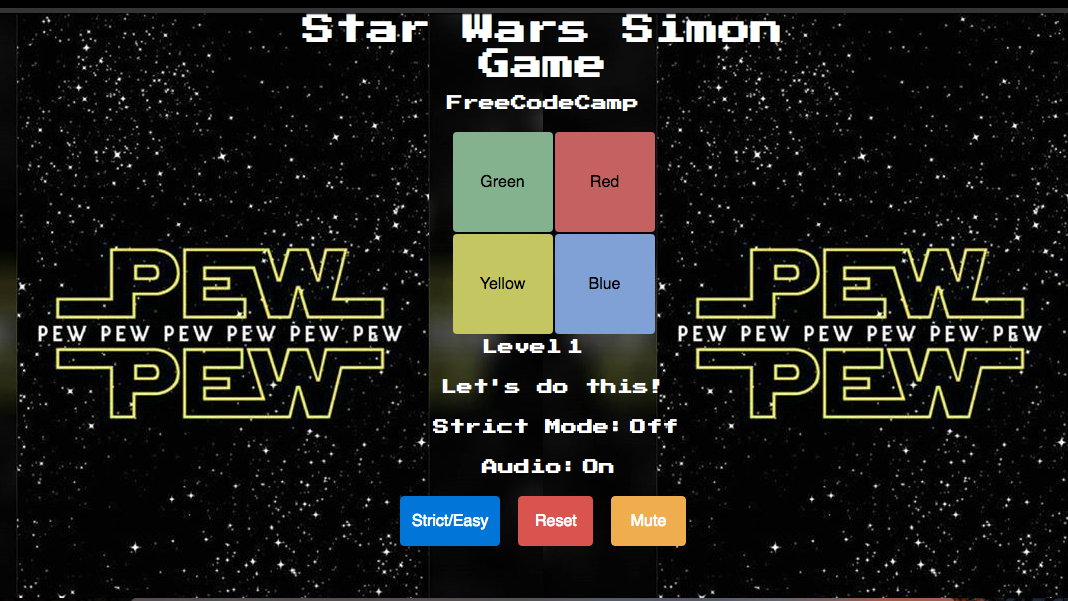 Star Wars Simon
Game
FreeCodeCamp
Green Red
Yellow Blue
PEW
PEW PEW PEW PEW PEW PEW
PEW
PEW
PEW PEW PEW PEW PEW PEW
PEW
Level 1
Let's do this!
Strict Mode: Off
Audio: On
Strict/Easy Reset Mute